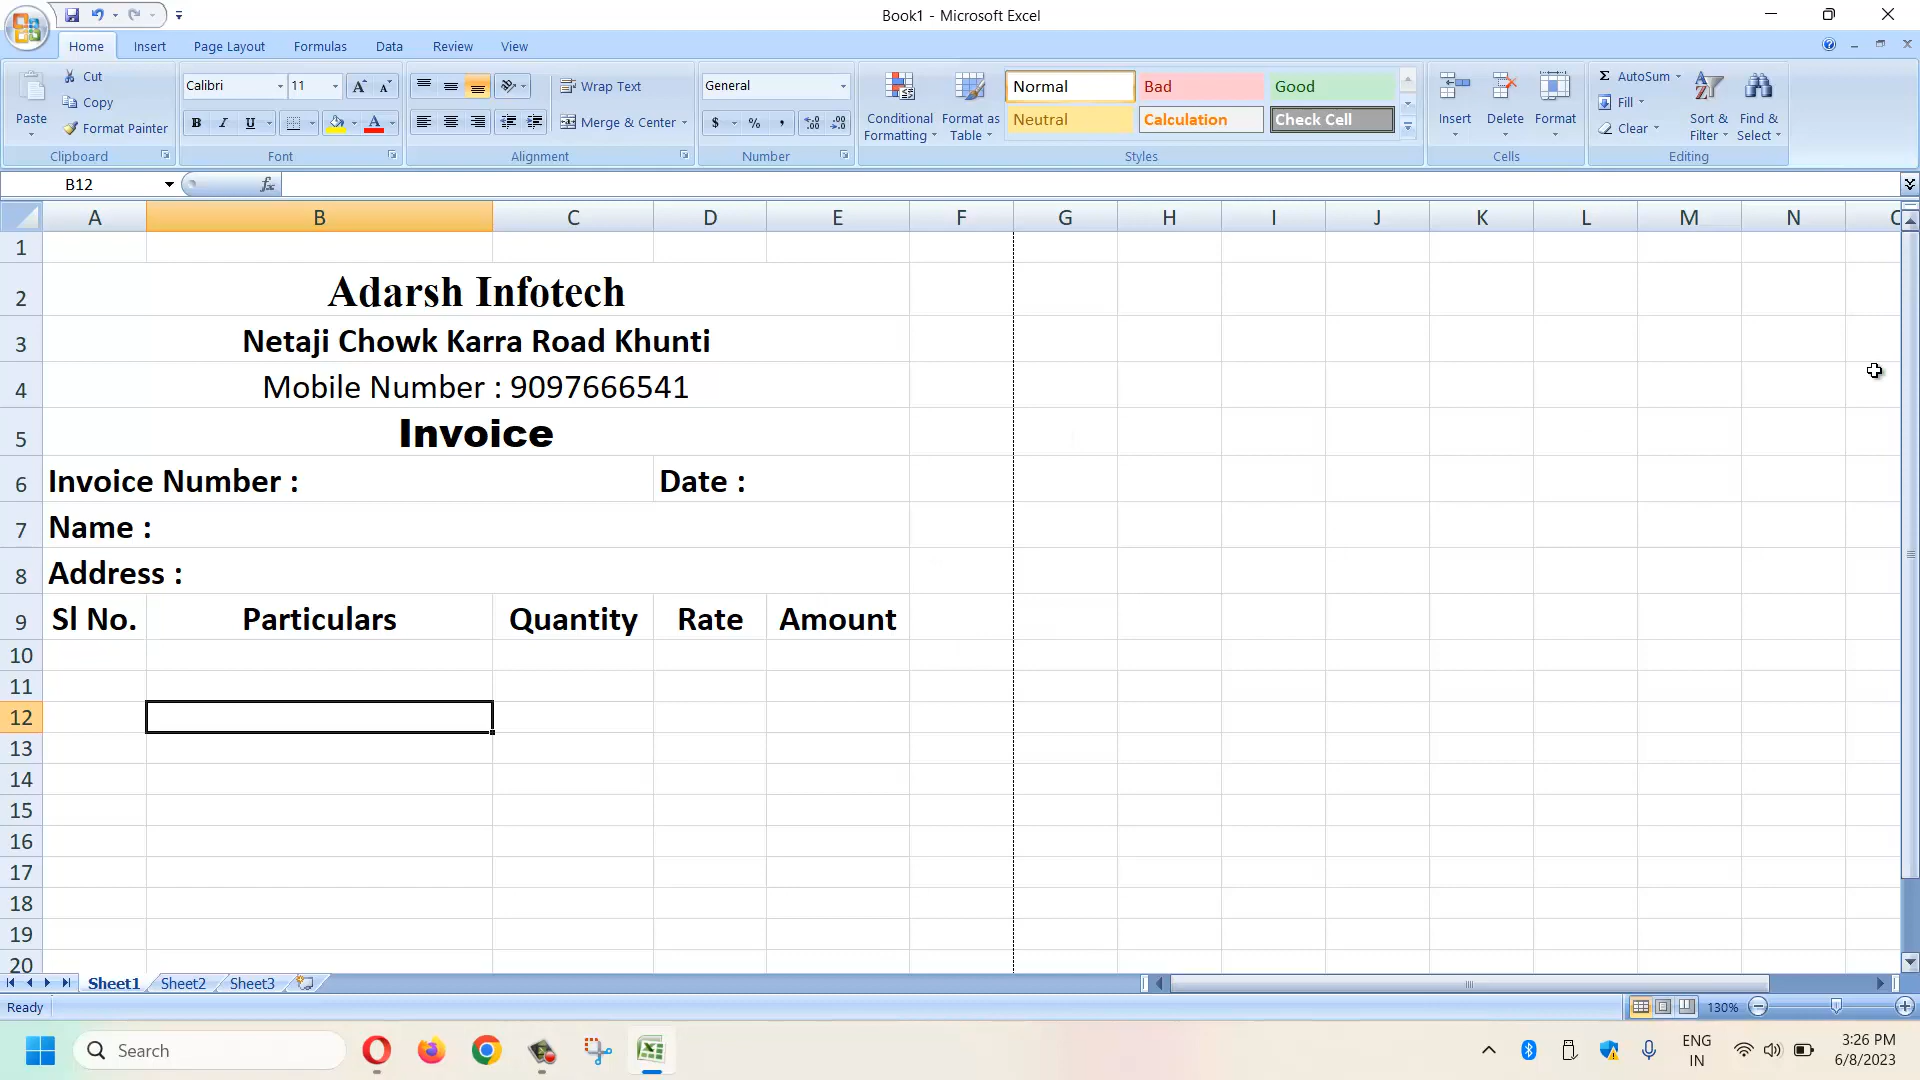 Book1 - Microsoft Excel
Home Insert Page Layout Formulas Data Review View
Paste Cut Copy Format Painter Clipboard
Calibri 11 B I U Font
Wrap Text Merge & Center Alignment
General $ % , Number
Conditional Formatting Format as Table Normal Bad Good Neutral Calculation Check Cell Styles
Insert Delete Format Cells
AutoSum Fill Clear Sort & Filter Find & Select Editing
B12 fx
A B C D E F G H I J K L M N
1
2 Adarsh Infotech
3 Netaji Chowk Karra Road Khunti
4 Mobile Number : 9097666541
5 Invoice
6 Invoice Number : Date :
7 Name :
8 Address :
9 Sl No. Particulars Quantity Rate Amount
10
11
12
13
14
15
16
17
18
19
20
Sheet1 Sheet2 Sheet3
Ready 130%
Search ENG IN 3:26 PM 6/8/2023